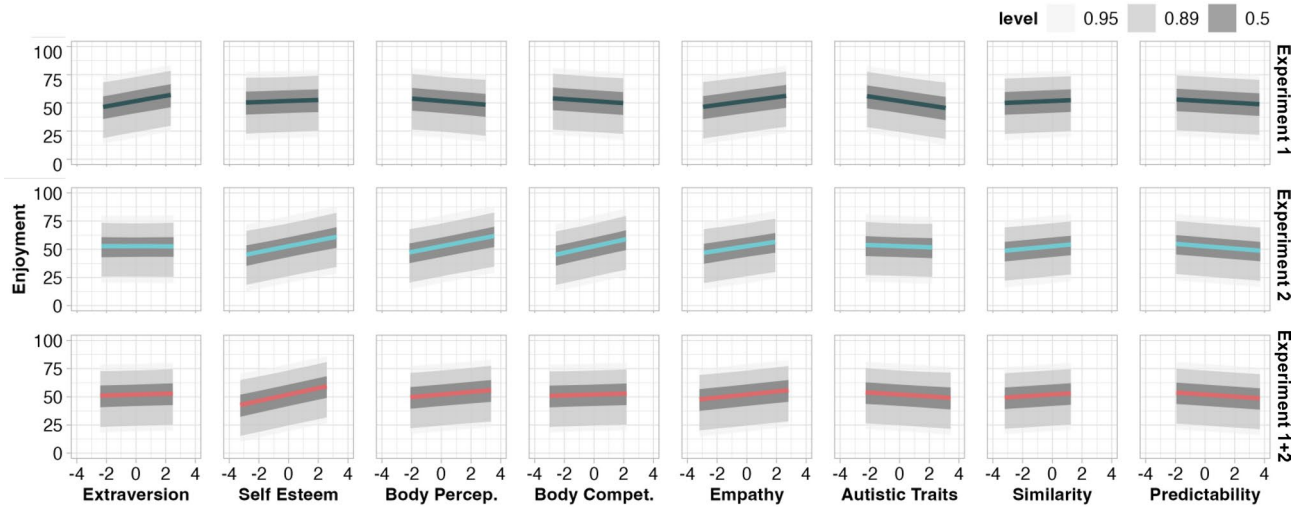 level 0.95 0.89 0.5
100
75
50
25
0
Experiment 1
Enjoyment
100
75
50
25
0
Experiment 2
100
75
50
25
0
Experiment 1+2
-4 -2 0 2 4 -4 -2 0 2 4 -4 -2 0 2 4 -4 -2 0 2 4 -4 -2 0 2 4 -4 -2 0 2 4 -4 -2 0 2 4 -4 -2 0 2 4
Extraversion Self Esteem Body Percep. Body Compet. Empathy Autistic Traits Similarity Predictability